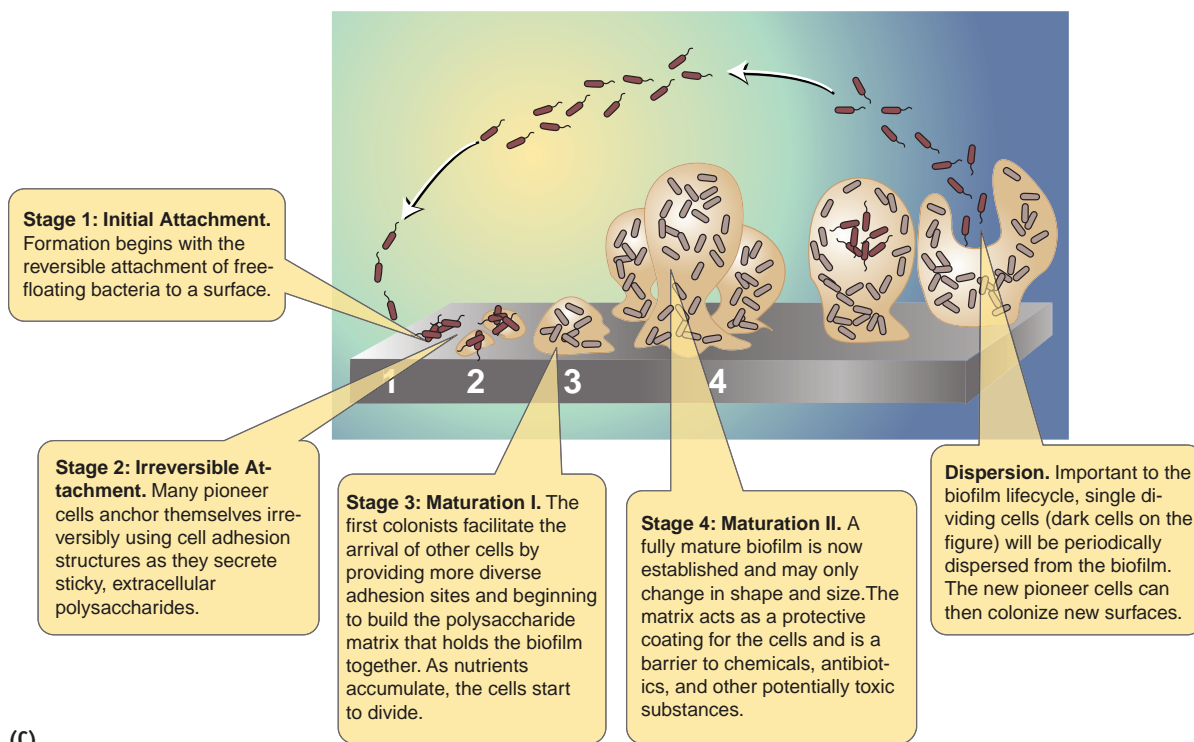 Stage 1: Initial Attachment.
Formation begins with the
reversible attachment of free-
floating bacteria to a surface.
1
2
3
4
Stage 2: Irreversible At-
tachment. Many pioneer
cells anchor themselves irre-
versibly using cell adhesion
structures as they secrete
sticky, extracellular
polysaccharides.
Stage 3: Maturation I. The
first colonists facilitate the
arrival of other cells by
providing more diverse
adhesion sites and beginning
to build the polysaccharide
matrix that holds the biofilm
together. As nutrients
accumulate, the cells start
to divide.
Stage 4: Maturation II. A
fully mature biofilm is now
established and may only
change in shape and size.The
matrix acts as a protective
coating for the cells and is a
barrier to chemicals, antibiot-
ics, and other potentially toxic
substances.
Dispersion. Important to the
biofilm lifecycle, single di-
viding cells (dark cells on the
figure) will be periodically
dispersed from the biofilm.
The new pioneer cells can
then colonize new surfaces.
(C)